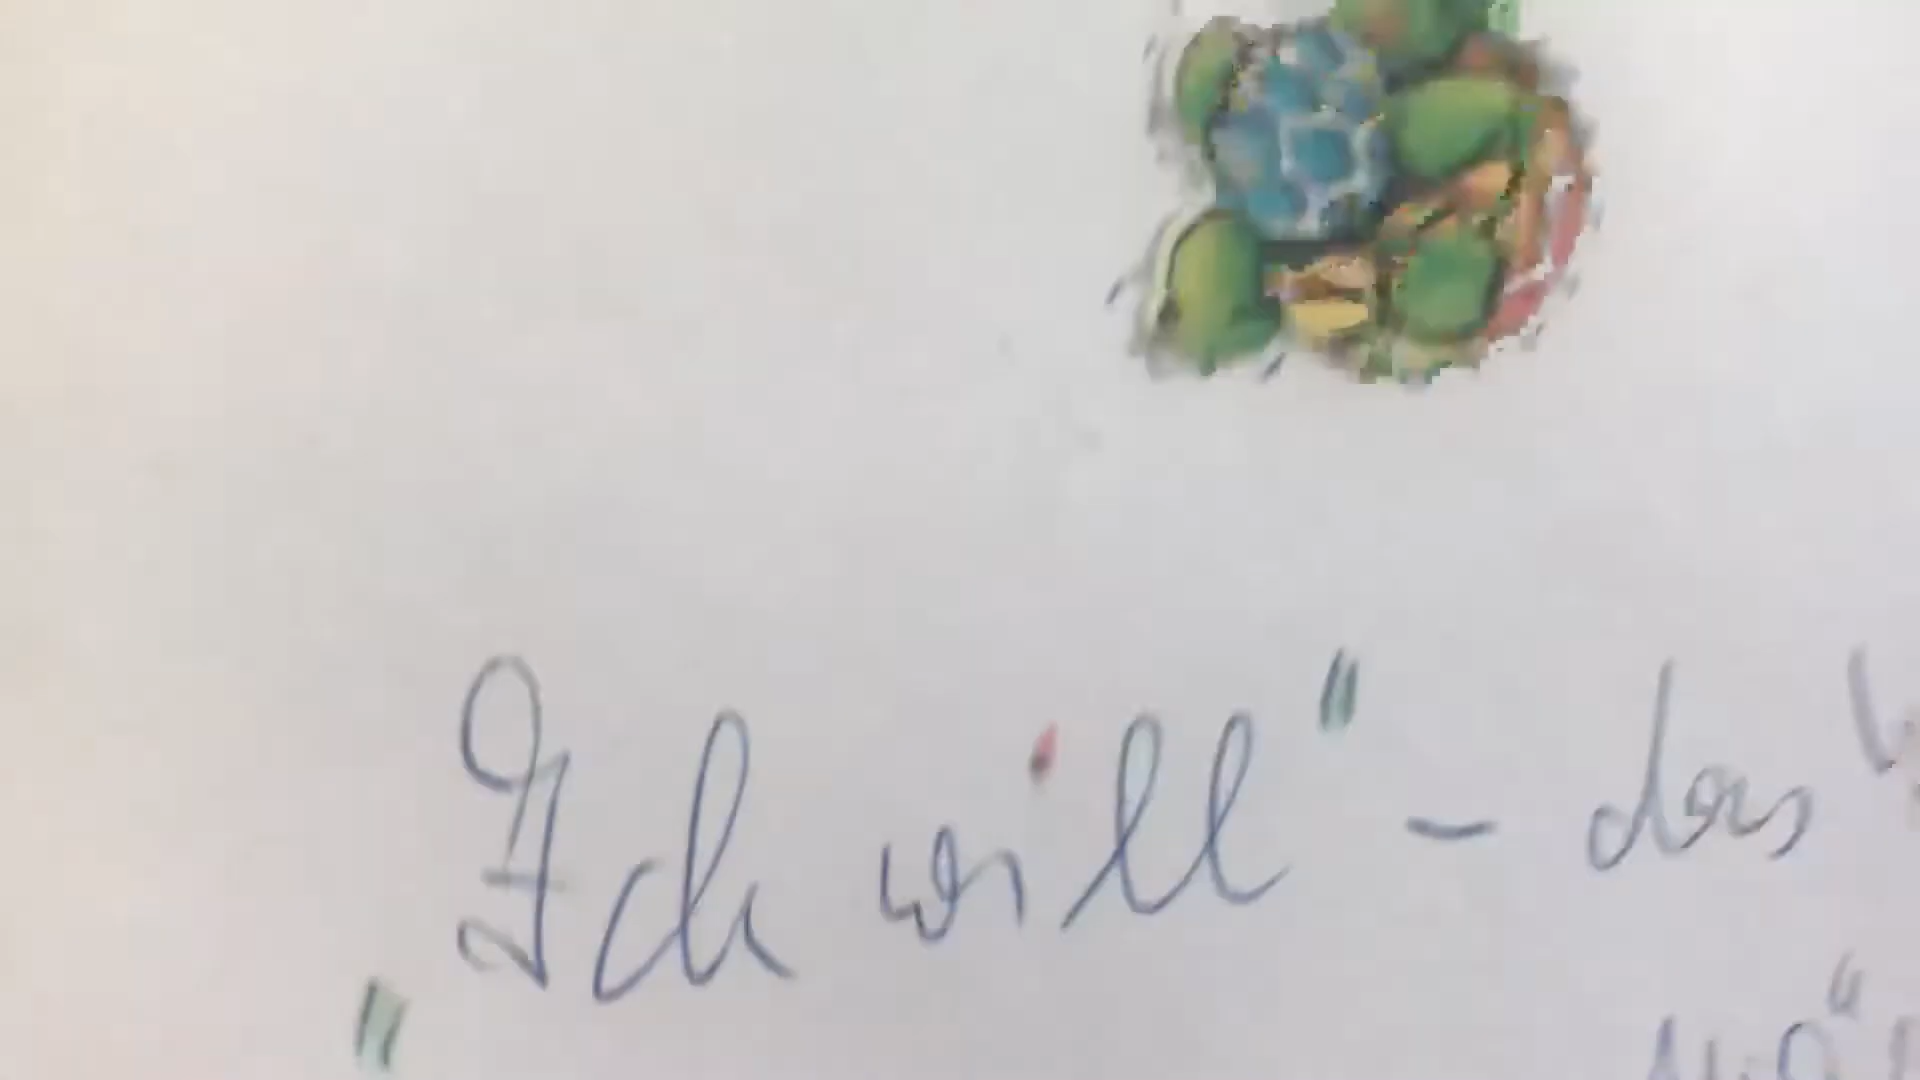 „Ich will" - das